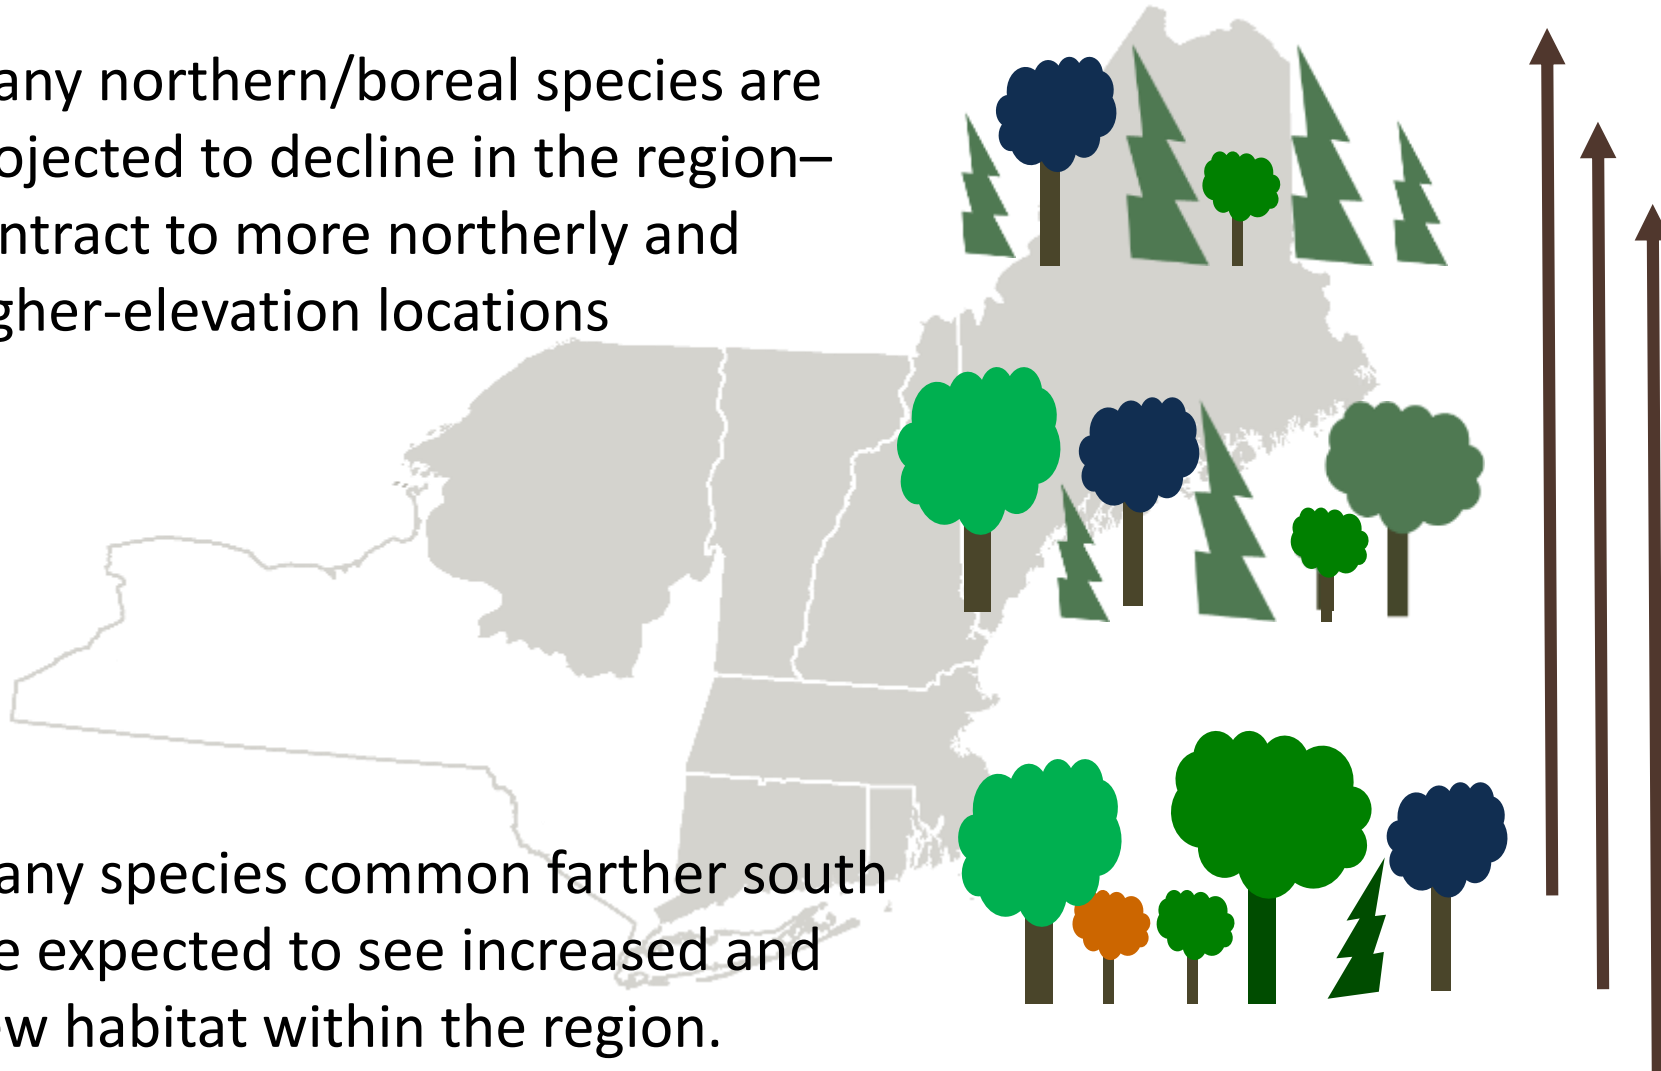 any northern/boreal species are
ojected to decline in the region–
ntract to more northerly and
gher-elevation locations
any species common farther south
e expected to see increased and
w habitat within the region.